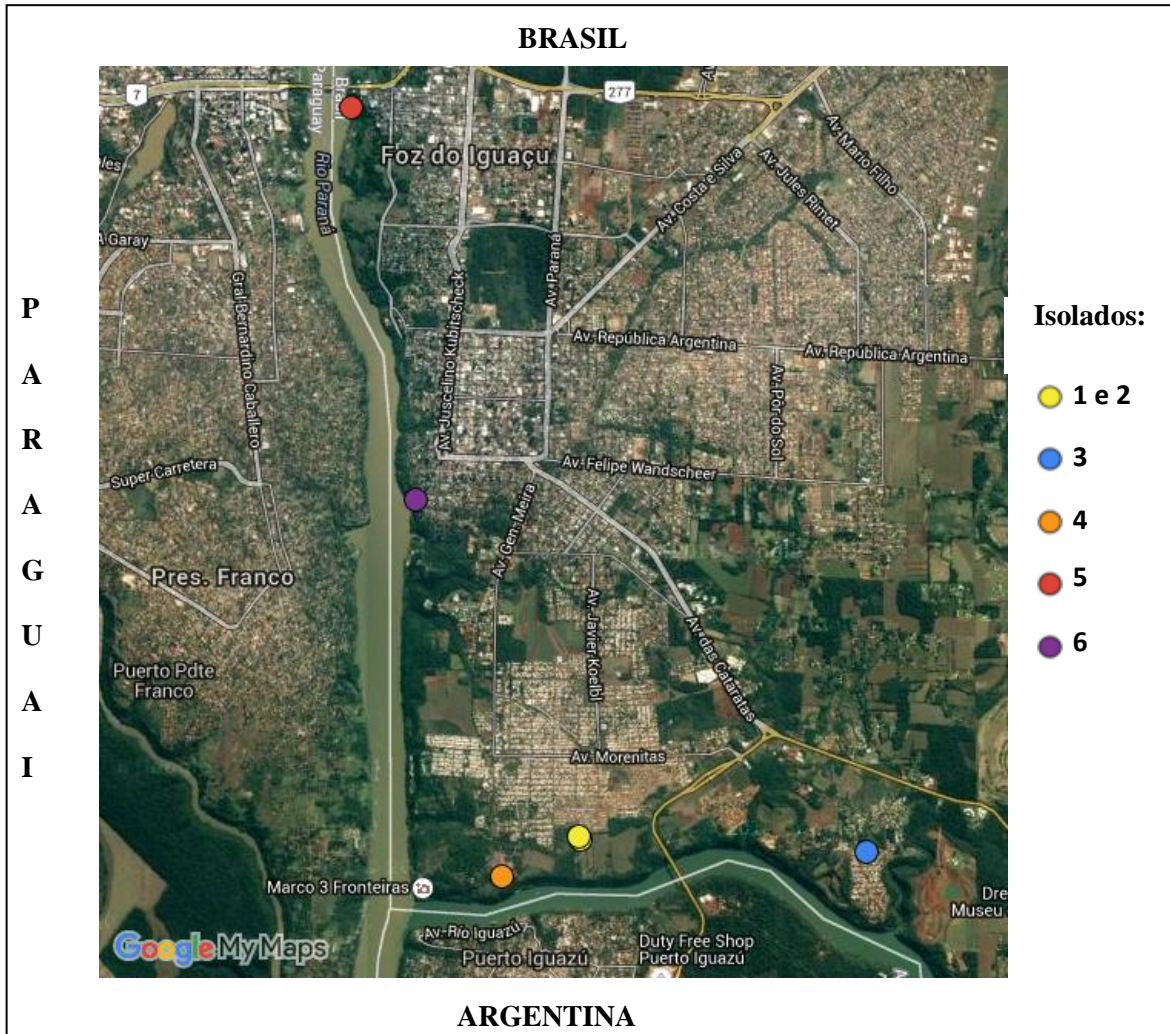 BRASIL
7
Brasil
Paraguay
277
Av. Mario Filho
Foz do Iguaçu
Av. Costa e Silva
Av. Jules Rimet
Rio Paraná
A Garay
Gral Bernardino Caballero
Av. Juscelino Kubitscheck
Av. Paraná
Av. República Argentina
Av. República Argentina
Av. Pôr do Sol
Super Carretera
Av. Felipe Wandscheer
Av. Gen. Meira
Pres. Franco
Av. Javier Koelbl
Av. das Cataratas
Puerto Pdte
Franco
Av. Morenitas
Marco 3 Fronteiras
Dre
Museu
Av. Río Iguazú
Puerto Iguazú
Duty Free Shop
Puerto Iguazú
Google My Maps
P
A
R
A
G
U
A
I
Isolados:
1 e 2
3
4
5
6
ARGENTINA